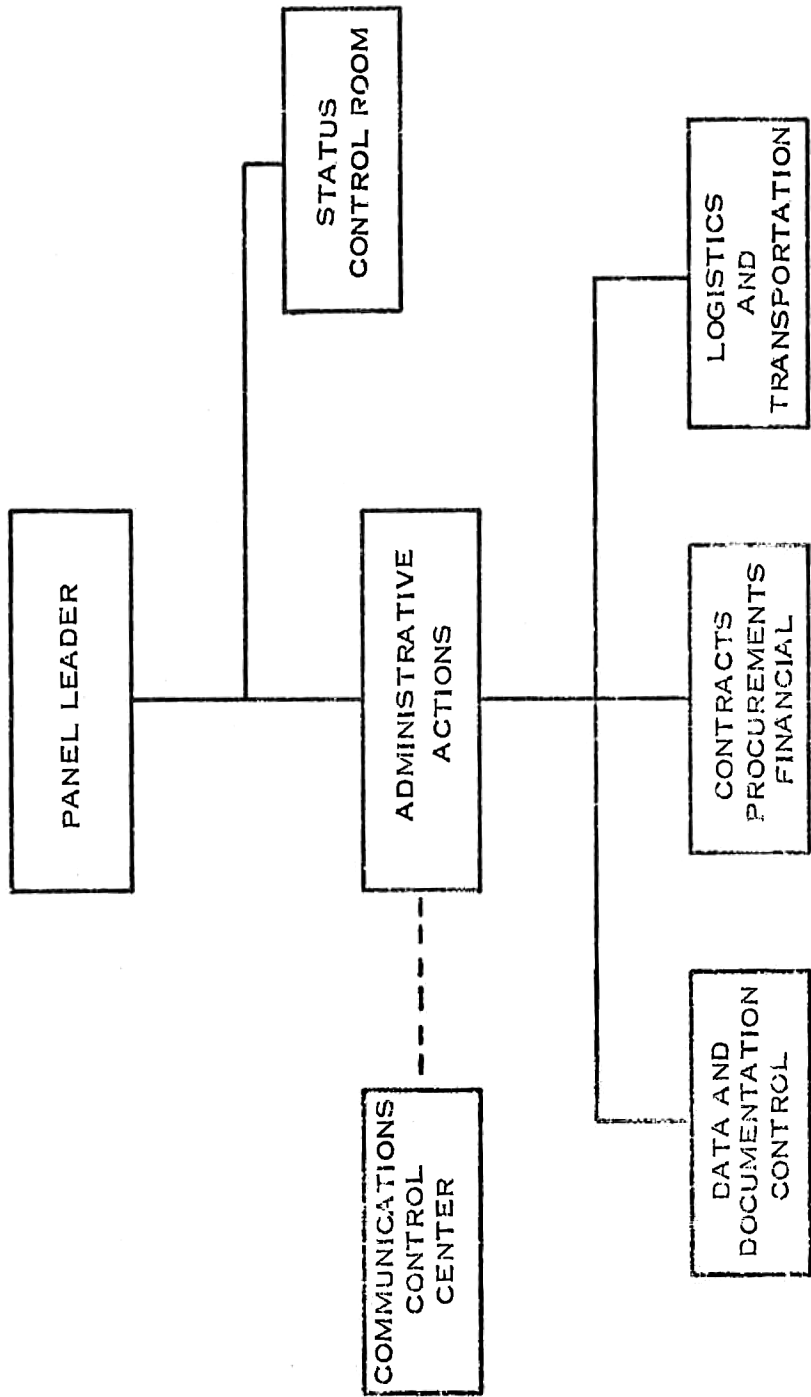 PANEL LEADER
STATUS
CONTROL ROOM
COMMUNICATIONS
CONTROL
CENTER
ADMINISTRATIVE
ACTIONS
DATA AND
DOCUMENTATION
CONTROL
CONTRACTS
PROCUREMENTS
FINANCIAL
LOGISTICS
AND
TRANSPORTATION